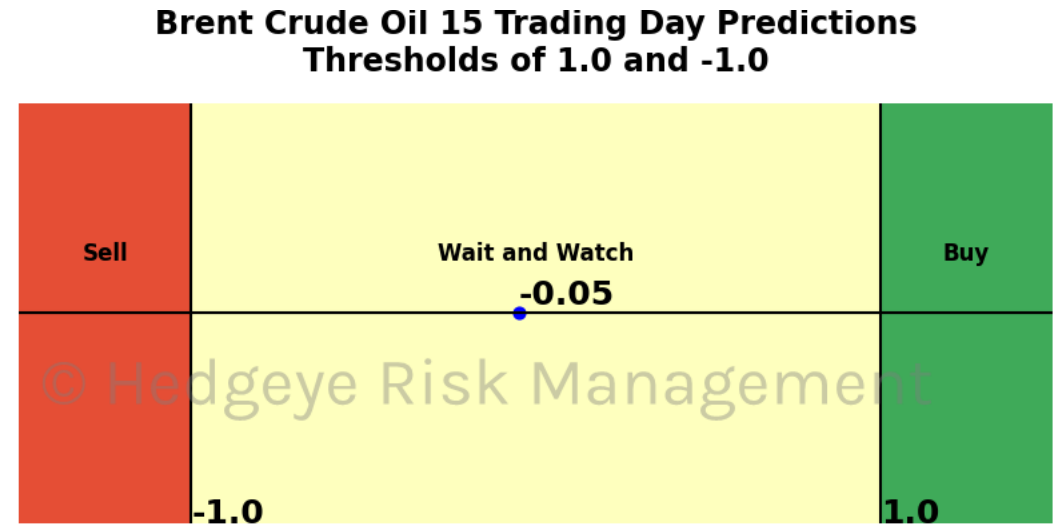 Brent Crude Oil 15 Trading Day Predictions
Thresholds of 1.0 and -1.0
Sell
Wait and Watch
Buy
-0.05
© Hedgeye Risk Management
-1.0
1.0